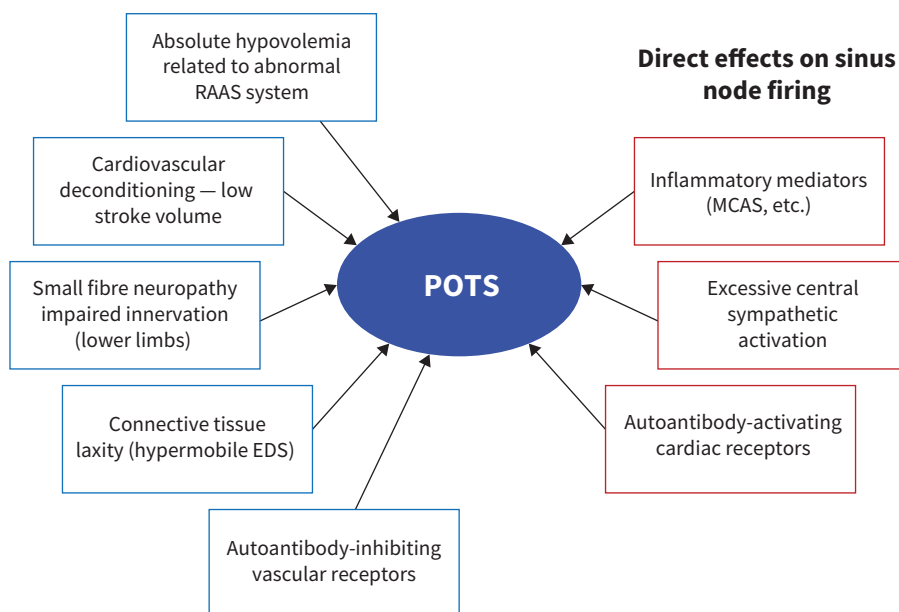 Absolute hypovolemia
related to abnormal
RAAS system
Direct effects on sinus
node firing
Cardiovascular
deconditioning — low
stroke volume
Inflammatory mediators
(MCAS, etc.)
Small fibre neuropathy
impaired innervation
(lower limbs)
POTS
Excessive central
sympathetic
activation
Connective tissue
laxity (hypermobile EDS)
Autoantibody-activating
cardiac receptors
Autoantibody-inhibiting
vascular receptors